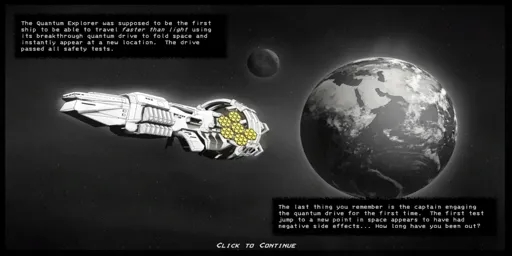 The Quantum Explorer was supposed to be the first
ship to be able to travel faster than light using
its breakthrough quantum drive to fold space and
instantly appear at a new location. The drive
passed all safety tests.
The last thing you remember is the captain engaging
the quantum drive for the first time. The first test
jump to a new point in space appears to have had
negative side effects... How long have you been out?
Click to Continue